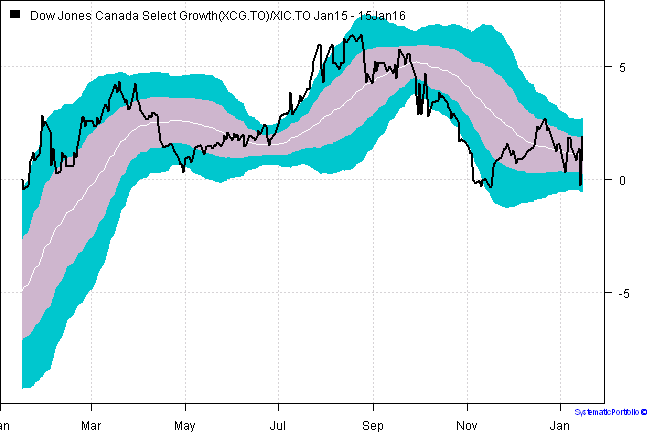 Dow Jones Canada Select Growth(XCG.TO)/XIC.TO Jan15 - 15Jan16
5
0
-5
an Mar May Jul Sep Nov Jan
SystematicPortfolio ©